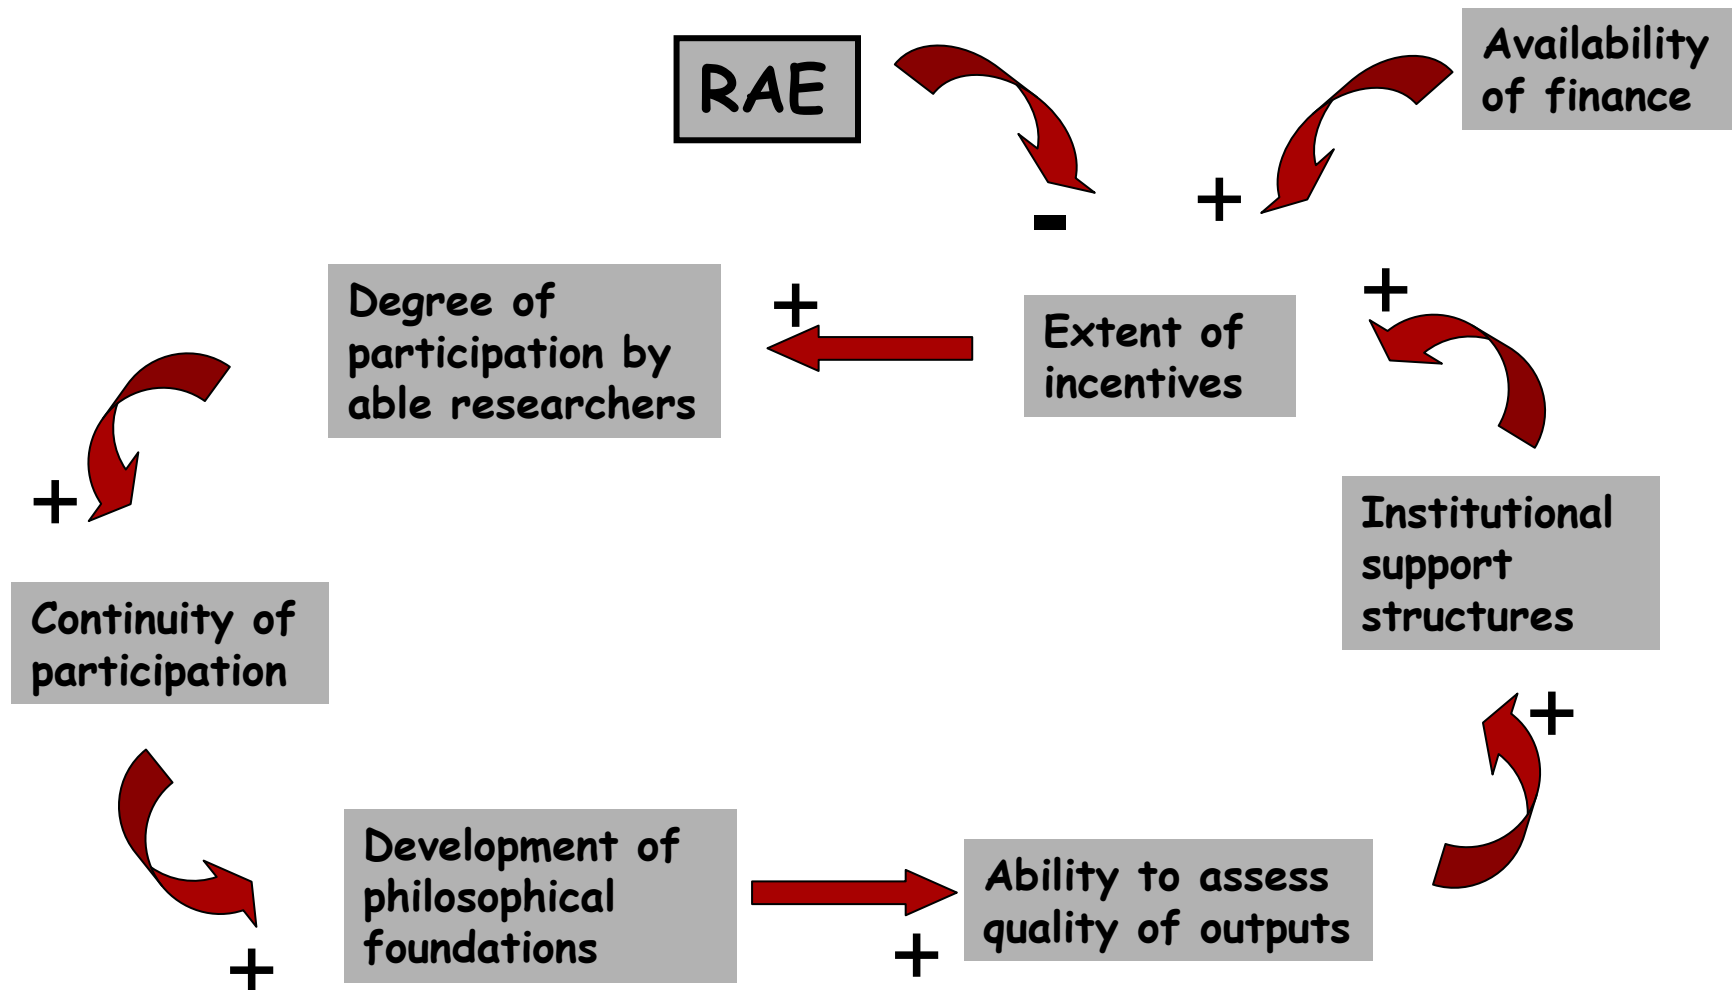 RAE
Availability
of finance
-
+
Degree of
participation by
able researchers
+
Extent of
incentives
+
+
Institutional
support
structures
Continuity of
participation
+
Development of
philosophical
foundations
Ability to assess
quality of outputs
+
+